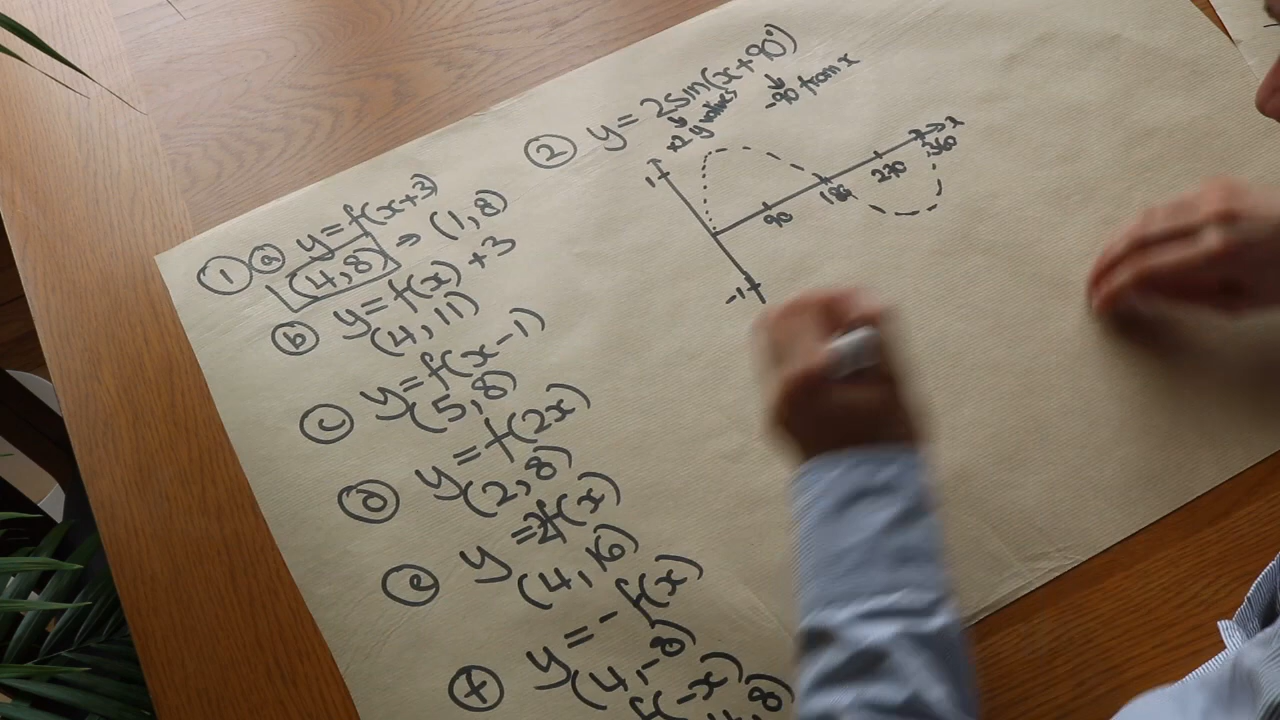 ① ⓐ y = f(x+3)
(4,8) → (1,8)
ⓑ y = f(x) + 3
(4,11)
ⓒ y = f(x-1)
(5,8)
ⓓ y = f(2x)
(2,8)
ⓔ y = 2f(x)
(4,16)
ⓕ y = -f(x)
(4,-8)
② y = 2sin(x+90°)
×2 y values
-90 from x
1
90
180
270
360
x
-1